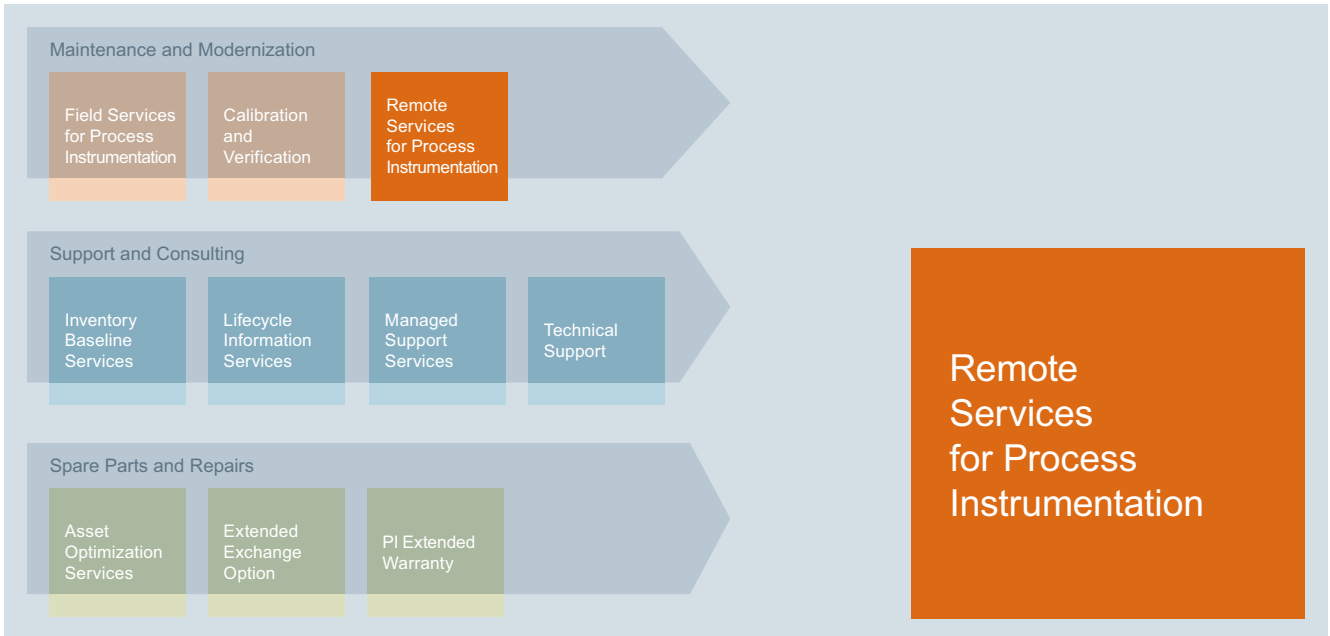 Maintenance and Modernization
Field Services
for Process
Instrumentation
Calibration
and
Verification
Remote
Services
for Process
Instrumentation
Support and Consulting
Inventory
Baseline
Services
Lifecycle
Information
Services
Managed
Support
Services
Technical
Support
Spare Parts and Repairs
Asset
Optimization
Services
Extended
Exchange
Option
PI Extended
Warranty
Remote
Services
for Process
Instrumentation